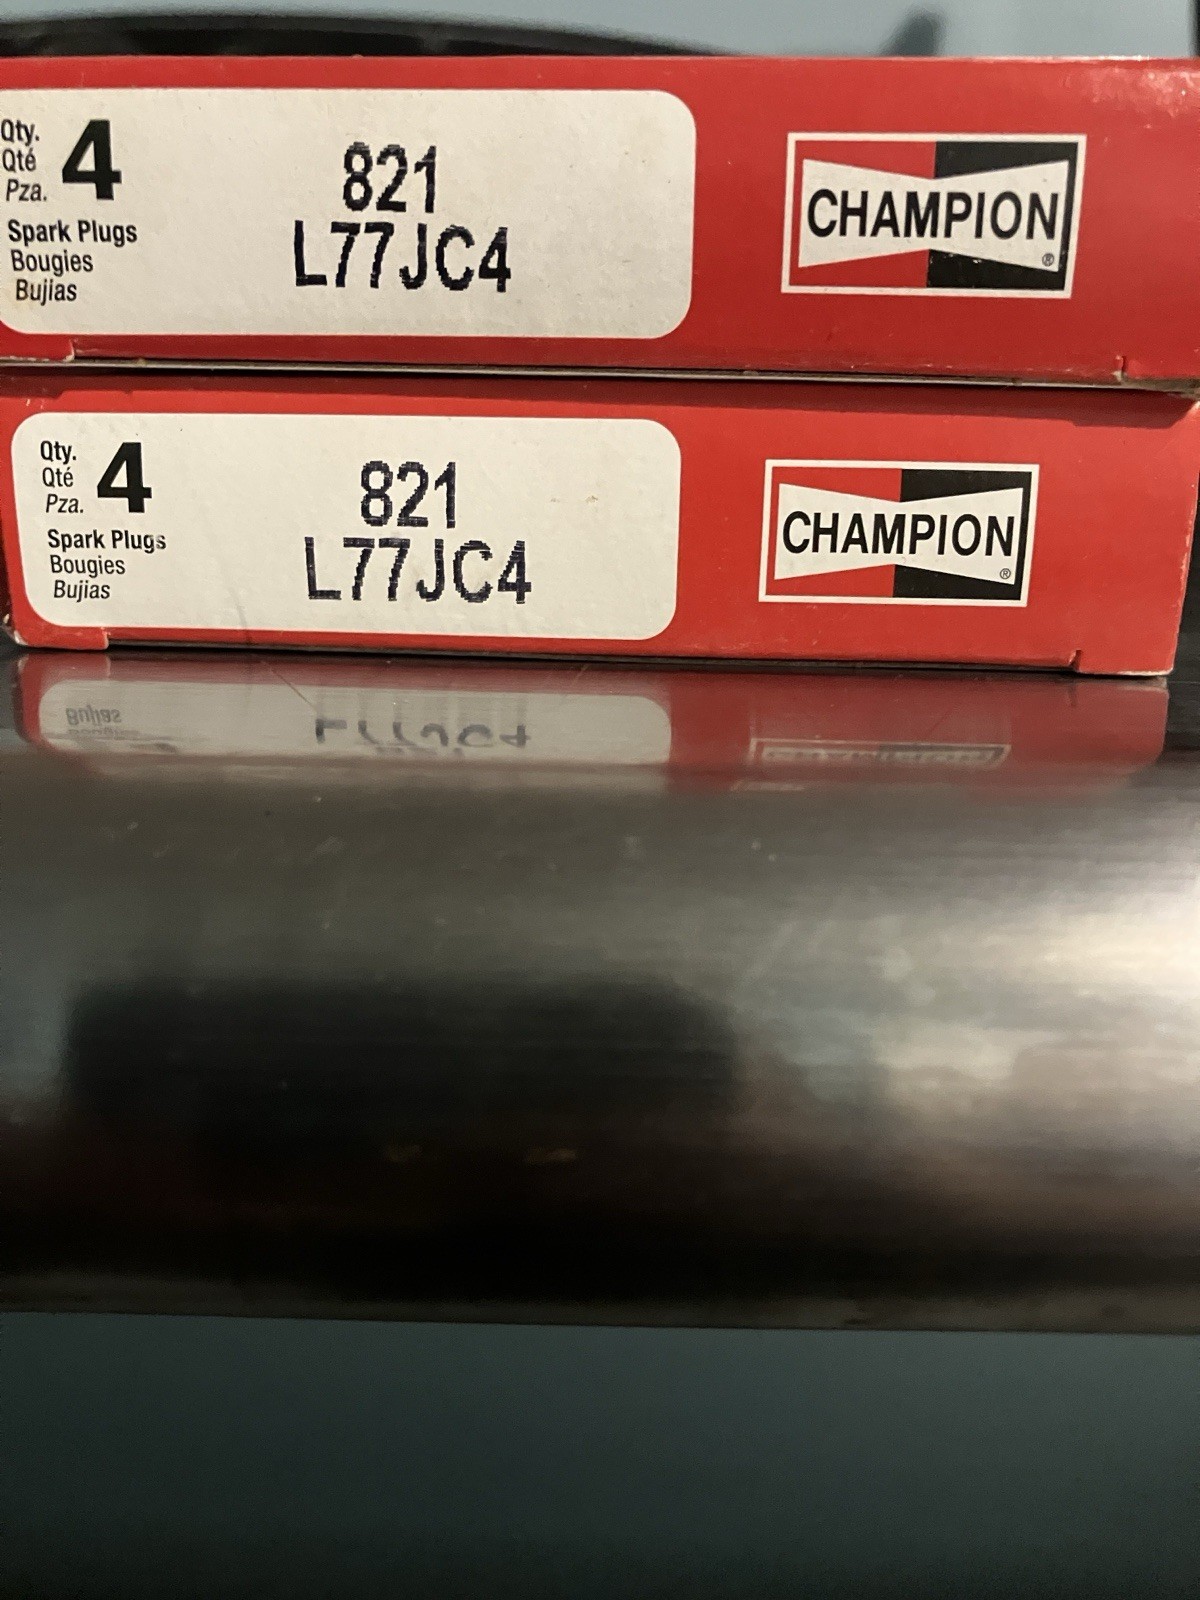 Qty.
Qté
Pza.
4
Spark Plugs
Bougies
Bujias
821
L77JC4
CHAMPION
®
Qty.
Qté
Pza.
4
Spark Plugs
Bougies
Bujias
821
L77JC4
CHAMPION
®